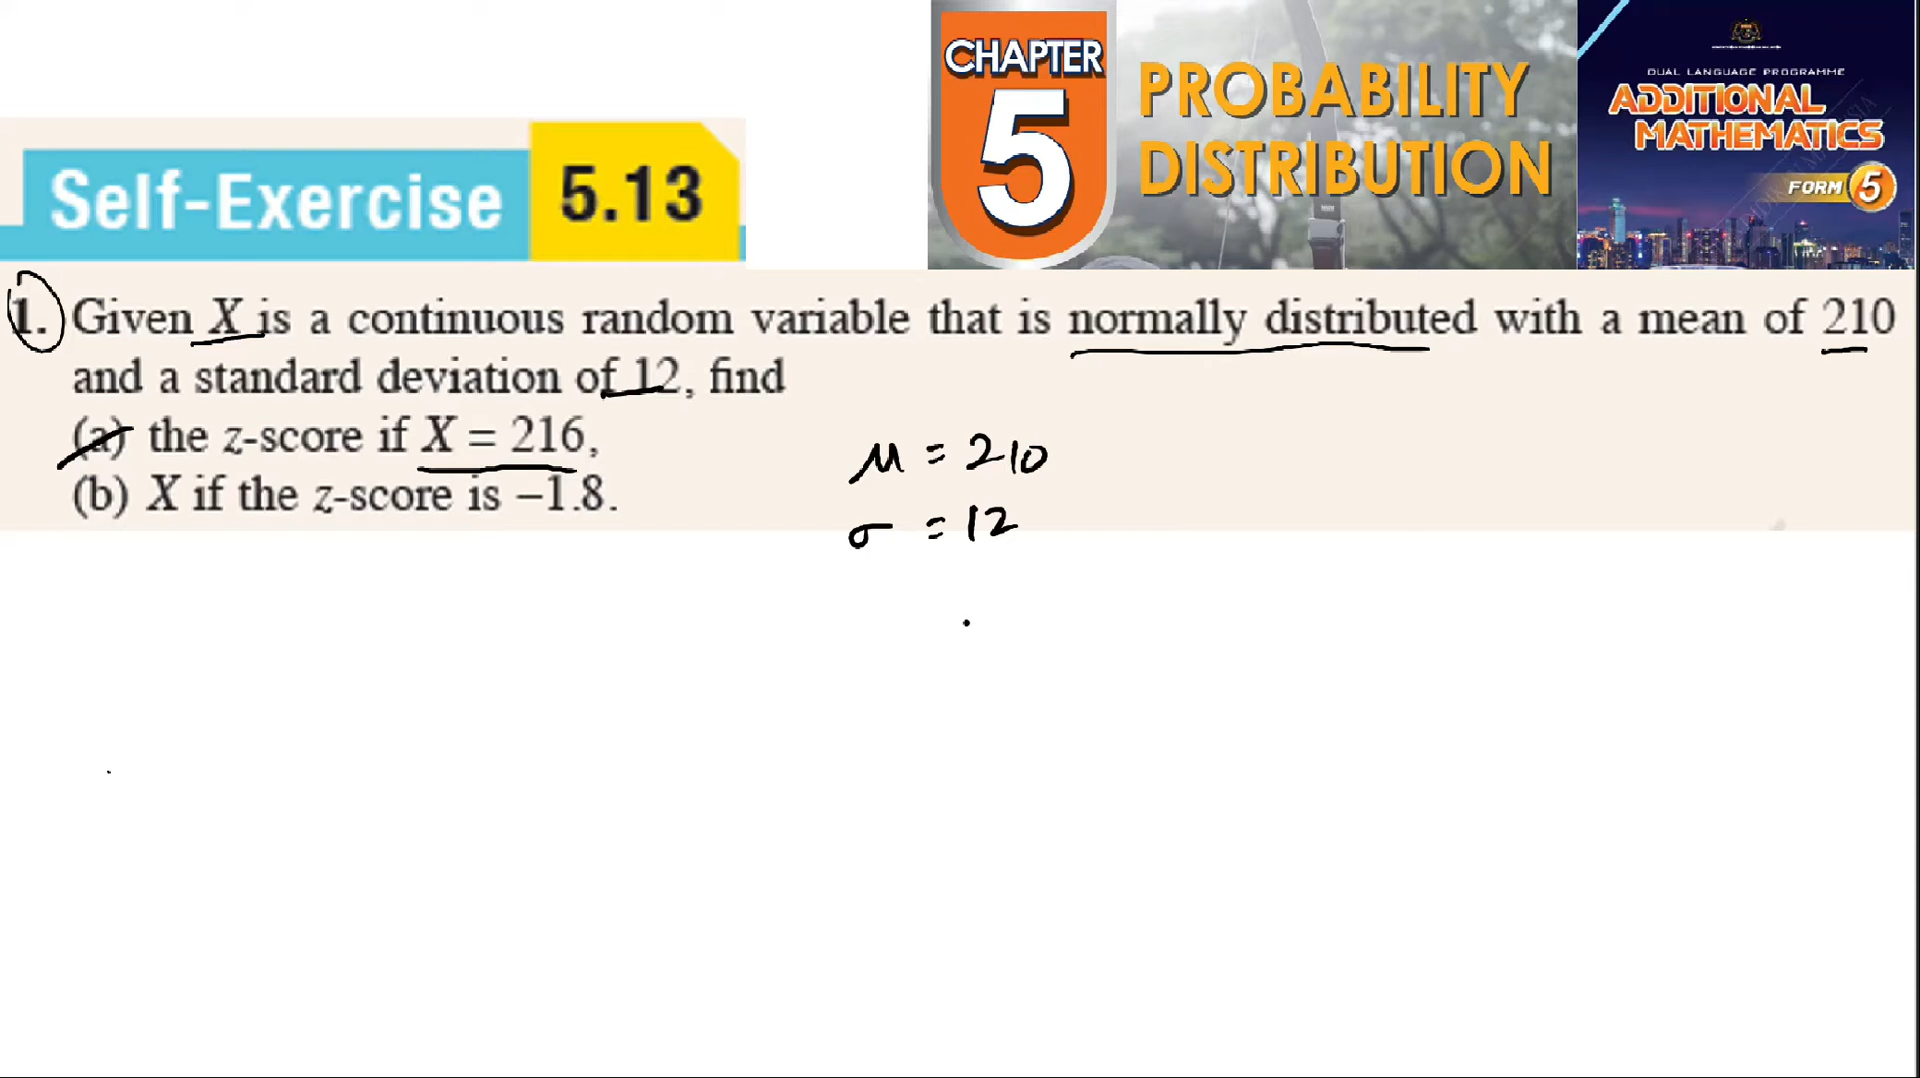 CHAPTER
5
PROBABILITY
DISTRIBUTION
DUAL LANGUAGE PROGRAMME
ADDITIONAL
MATHEMATICS
FORM 5
Self-Exercise 5.13
1. Given X is a continuous random variable that is normally distributed with a mean of 210
and a standard deviation of 12, find
(a) the z-score if X = 216,
(b) X if the z-score is –1.8.
μ = 210
σ = 12